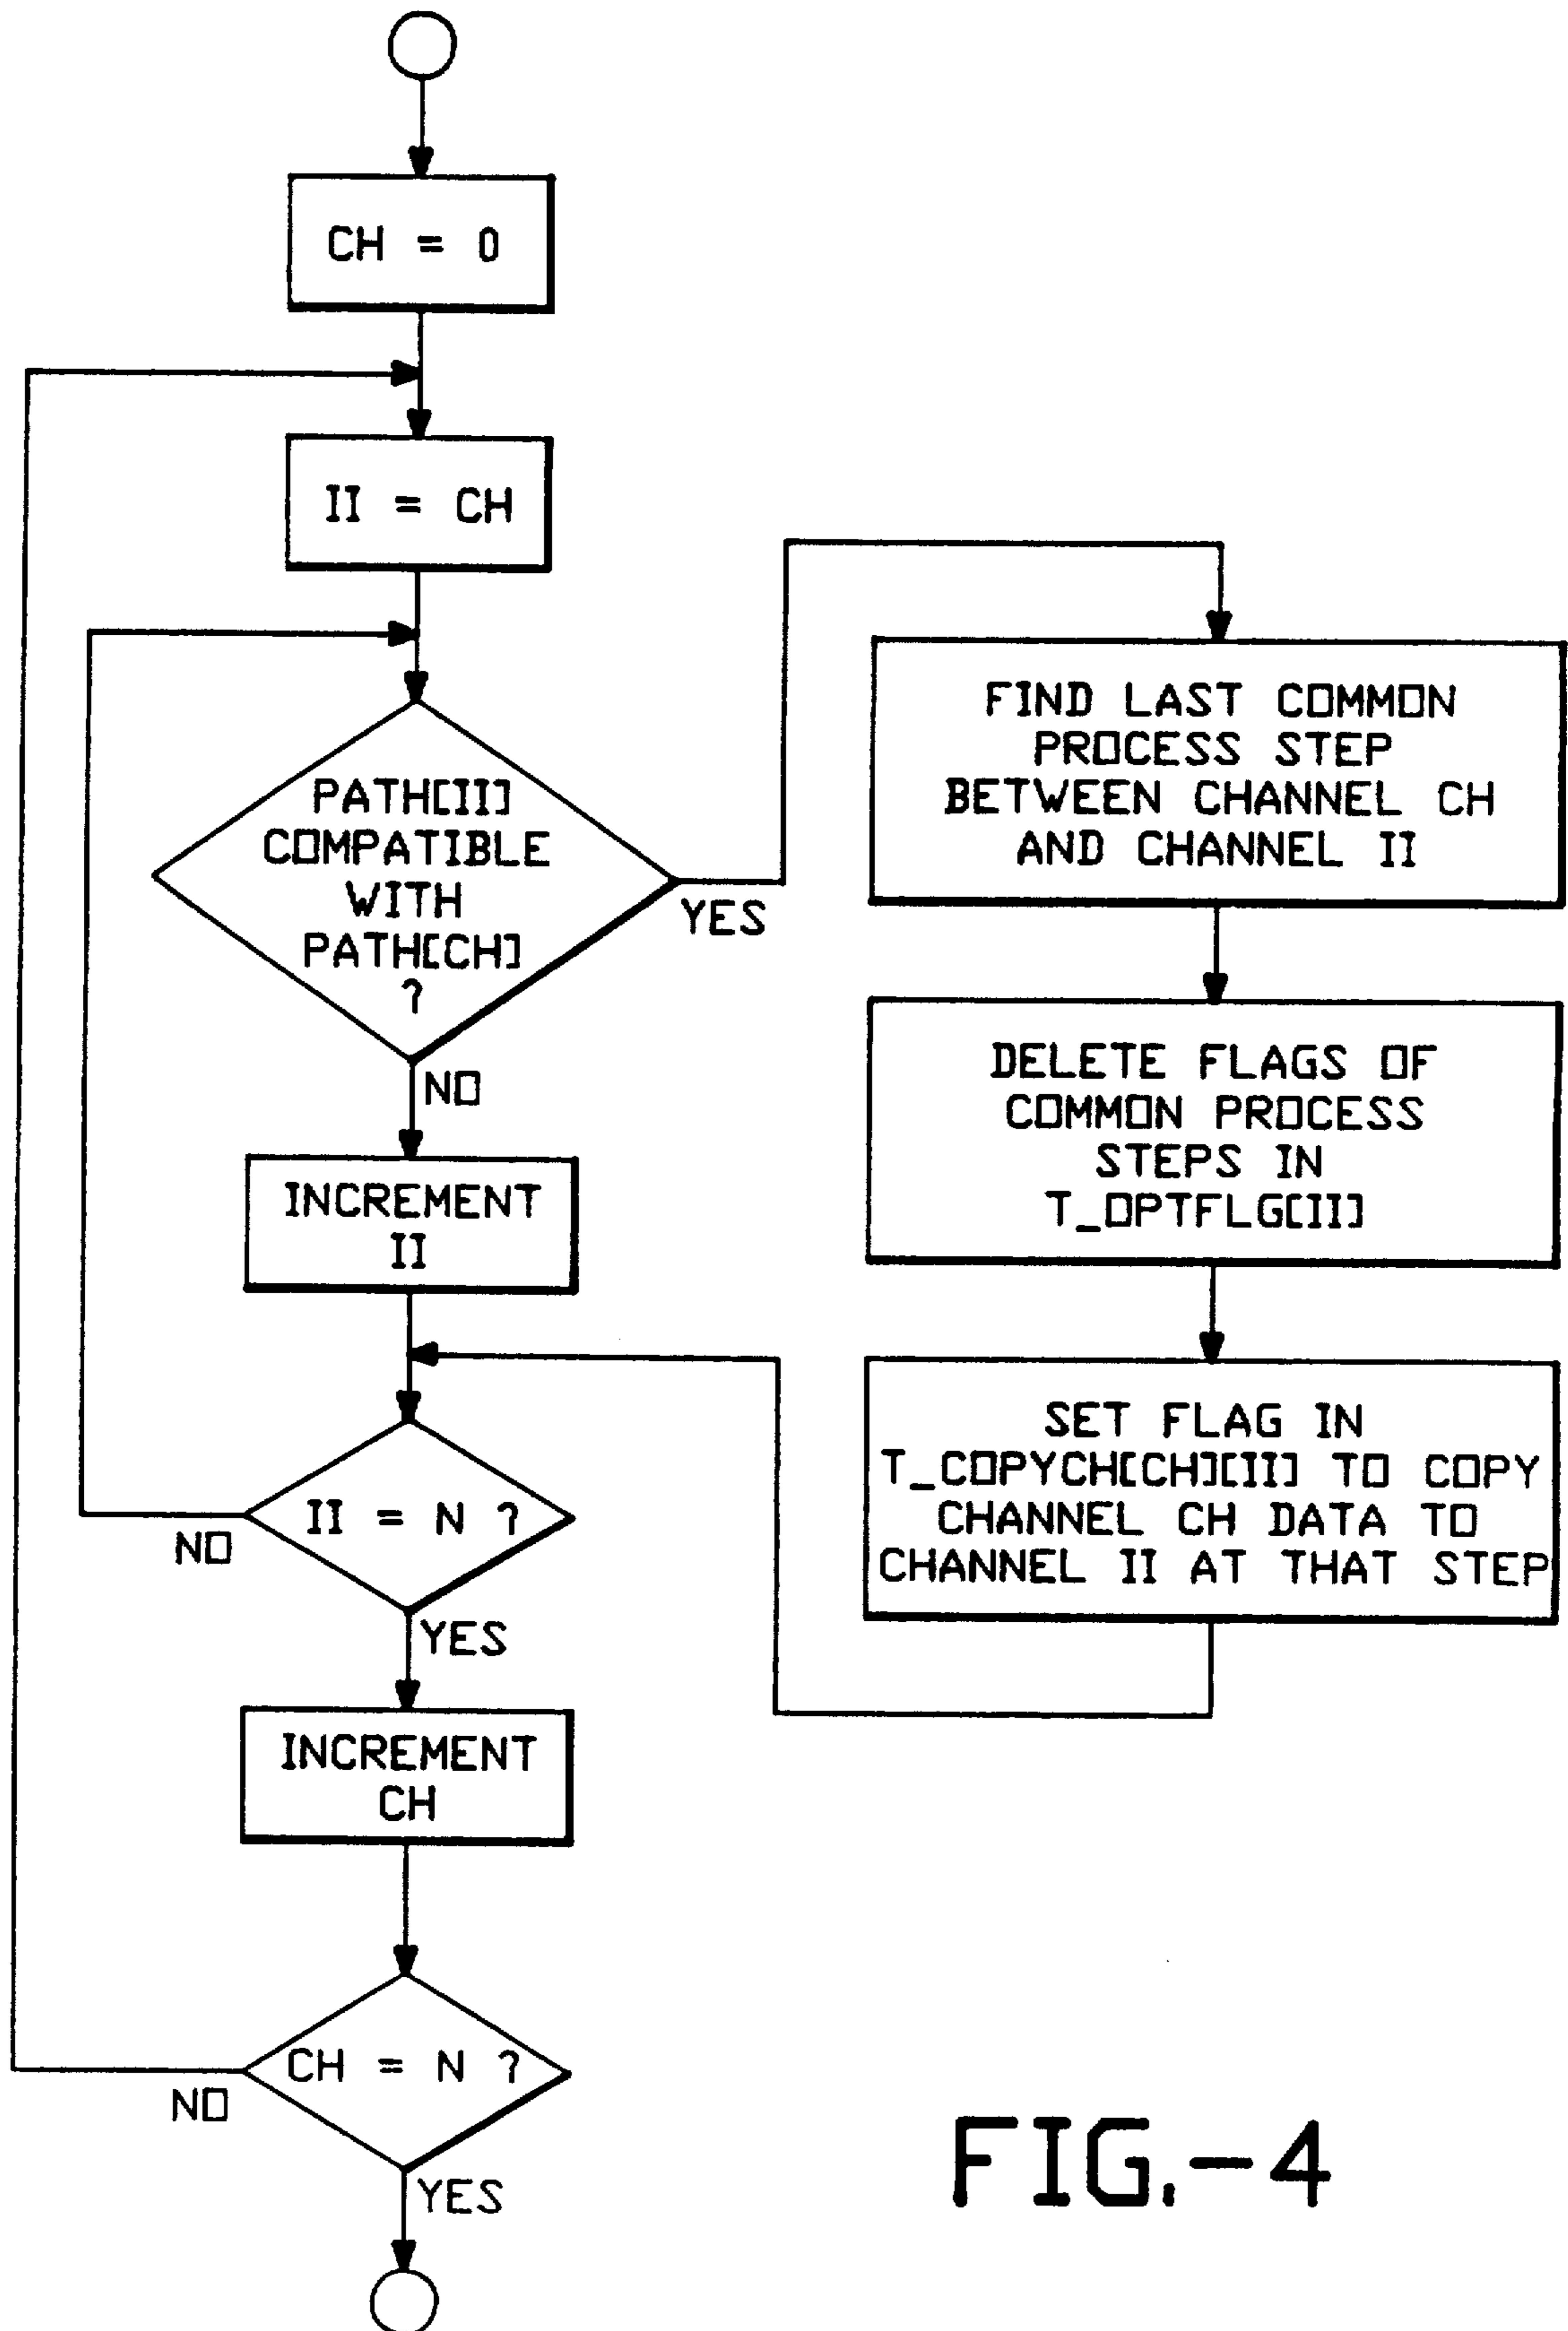 CH = 0
II = CH
PATH[II]
COMPATIBLE
WITH
PATH[CH]
?
YES
NO
INCREMENT
II
II = N ?
NO
YES
INCREMENT
CH
CH = N ?
NO
YES
FIND LAST COMMON
PROCESS STEP
BETWEEN CHANNEL CH
AND CHANNEL II
DELETE FLAGS OF
COMMON PROCESS
STEPS IN
T_OPTFLG[II]
SET FLAG IN
T_COPYCH[CH][II] TO COPY
CHANNEL CH DATA TO
CHANNEL II AT THAT STEP
FIG.-4